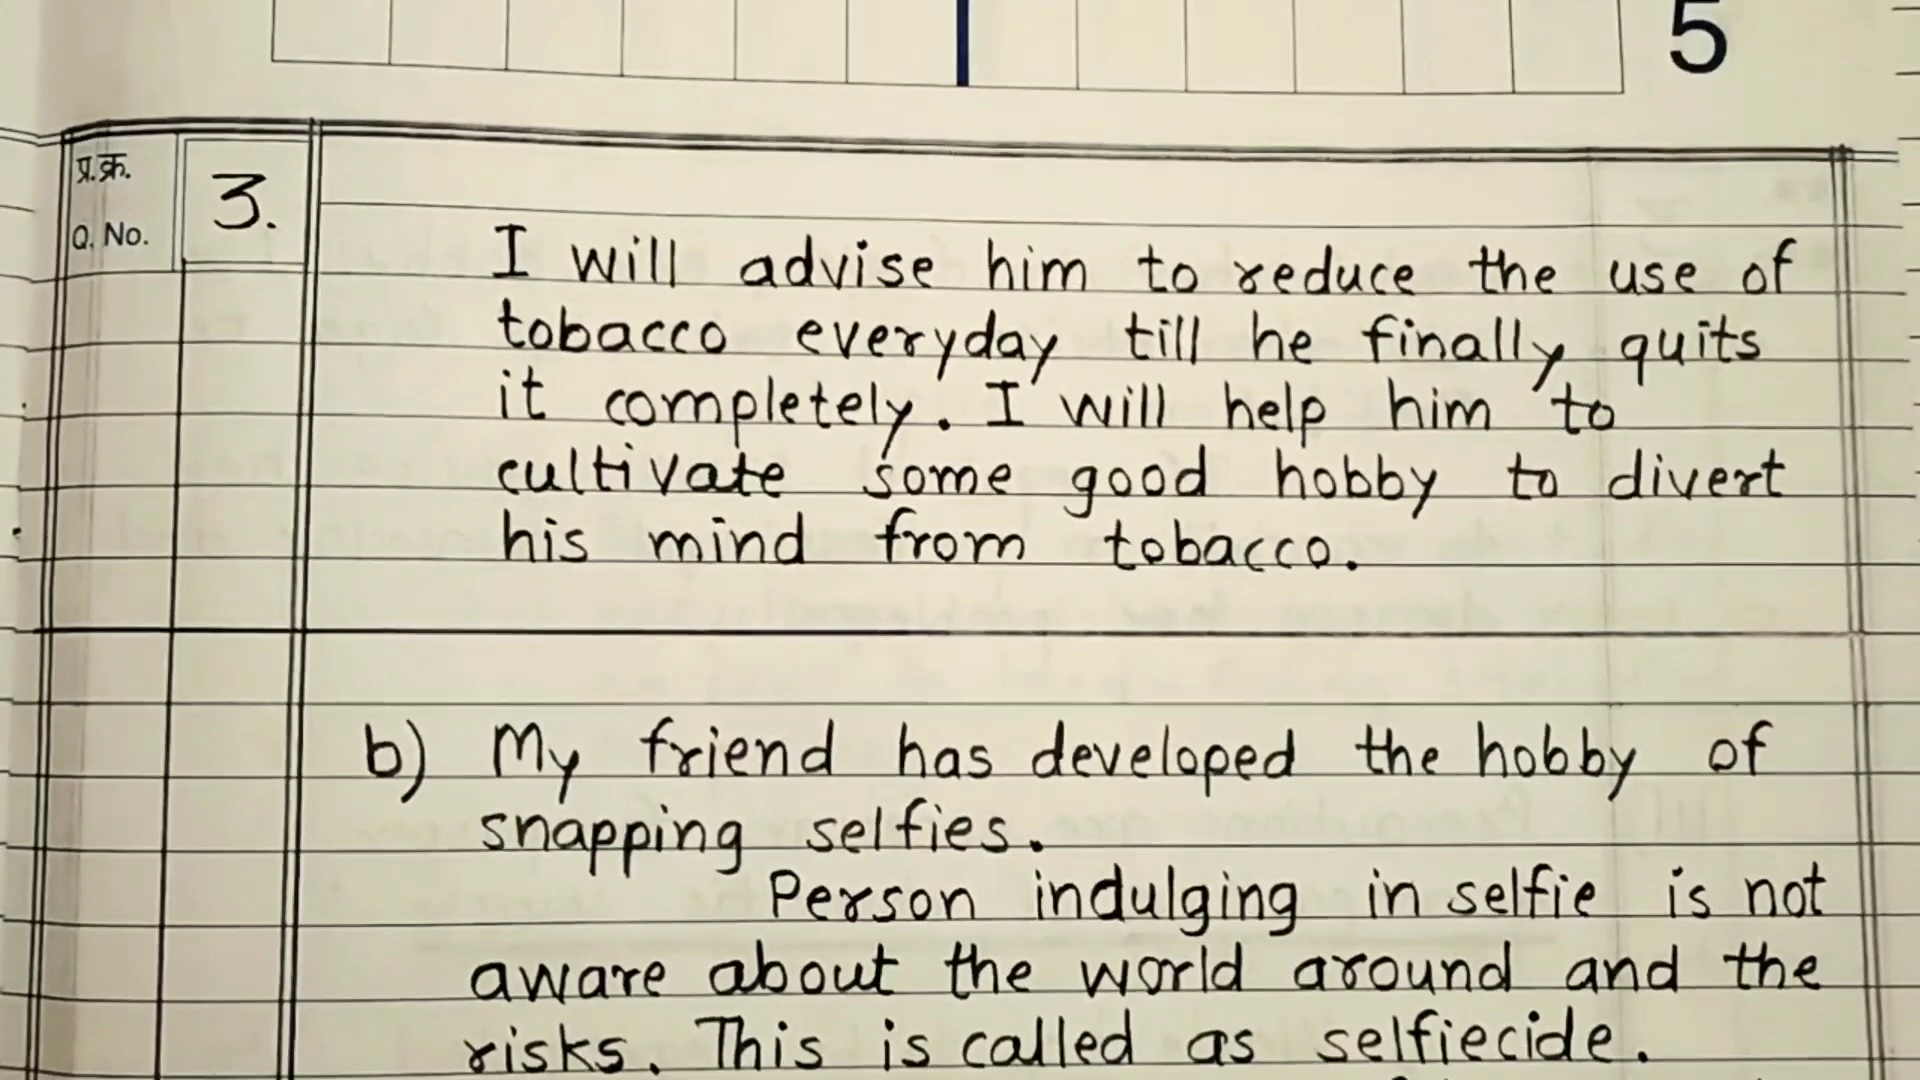 5
प्र.क्र.
Q. No.
3.
I will advise him to reduce the use of
tobacco everyday till he finally quits
it completely. I will help him to
cultivate some good hobby to divert
his mind from tobacco.
b) My friend has developed the hobby of
snapping selfies.
Person indulging in selfie is not
aware about the world around and the
risks. This is called as selfiecide.